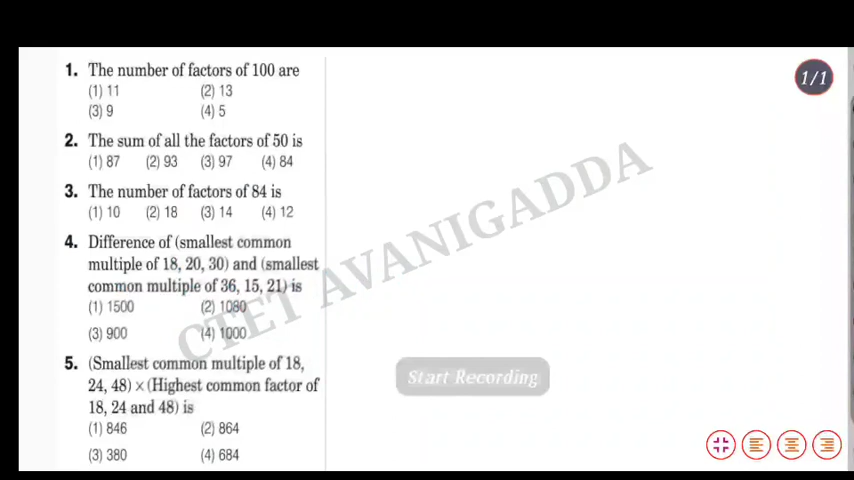 1. The number of factors of 100 are
(1) 11 (2) 13
(3) 9 (4) 5
2. The sum of all the factors of 50 is
(1) 87 (2) 93 (3) 97 (4) 84
3. The number of factors of 84 is
(1) 10 (2) 18 (3) 14 (4) 12
4. Difference of (smallest common
multiple of 18, 20, 30) and (smallest
common multiple of 36, 15, 21) is
(1) 1500 (2) 1080
(3) 900 (4) 1000
5. (Smallest common multiple of 18,
24, 48) × (Highest common factor of
18, 24 and 48) is
(1) 846 (2) 864
(3) 380 (4) 684
1/1
CTET AVANIGADDA
Start Recording